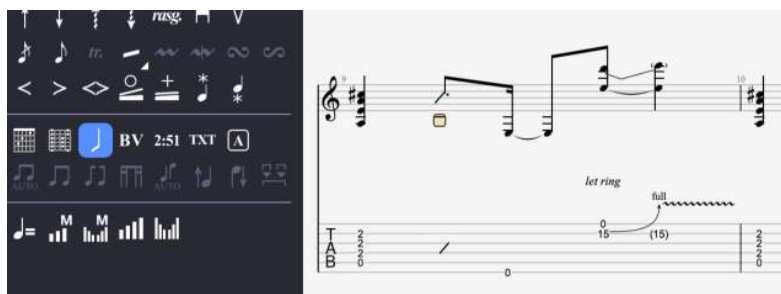 rasg.
tr.
BV 2:51 TXT A
AUTO AUTO
M M
9 10
let ring
full
0
T 2 15 (15) 2
A 2 2
B 2 2
0 0
0